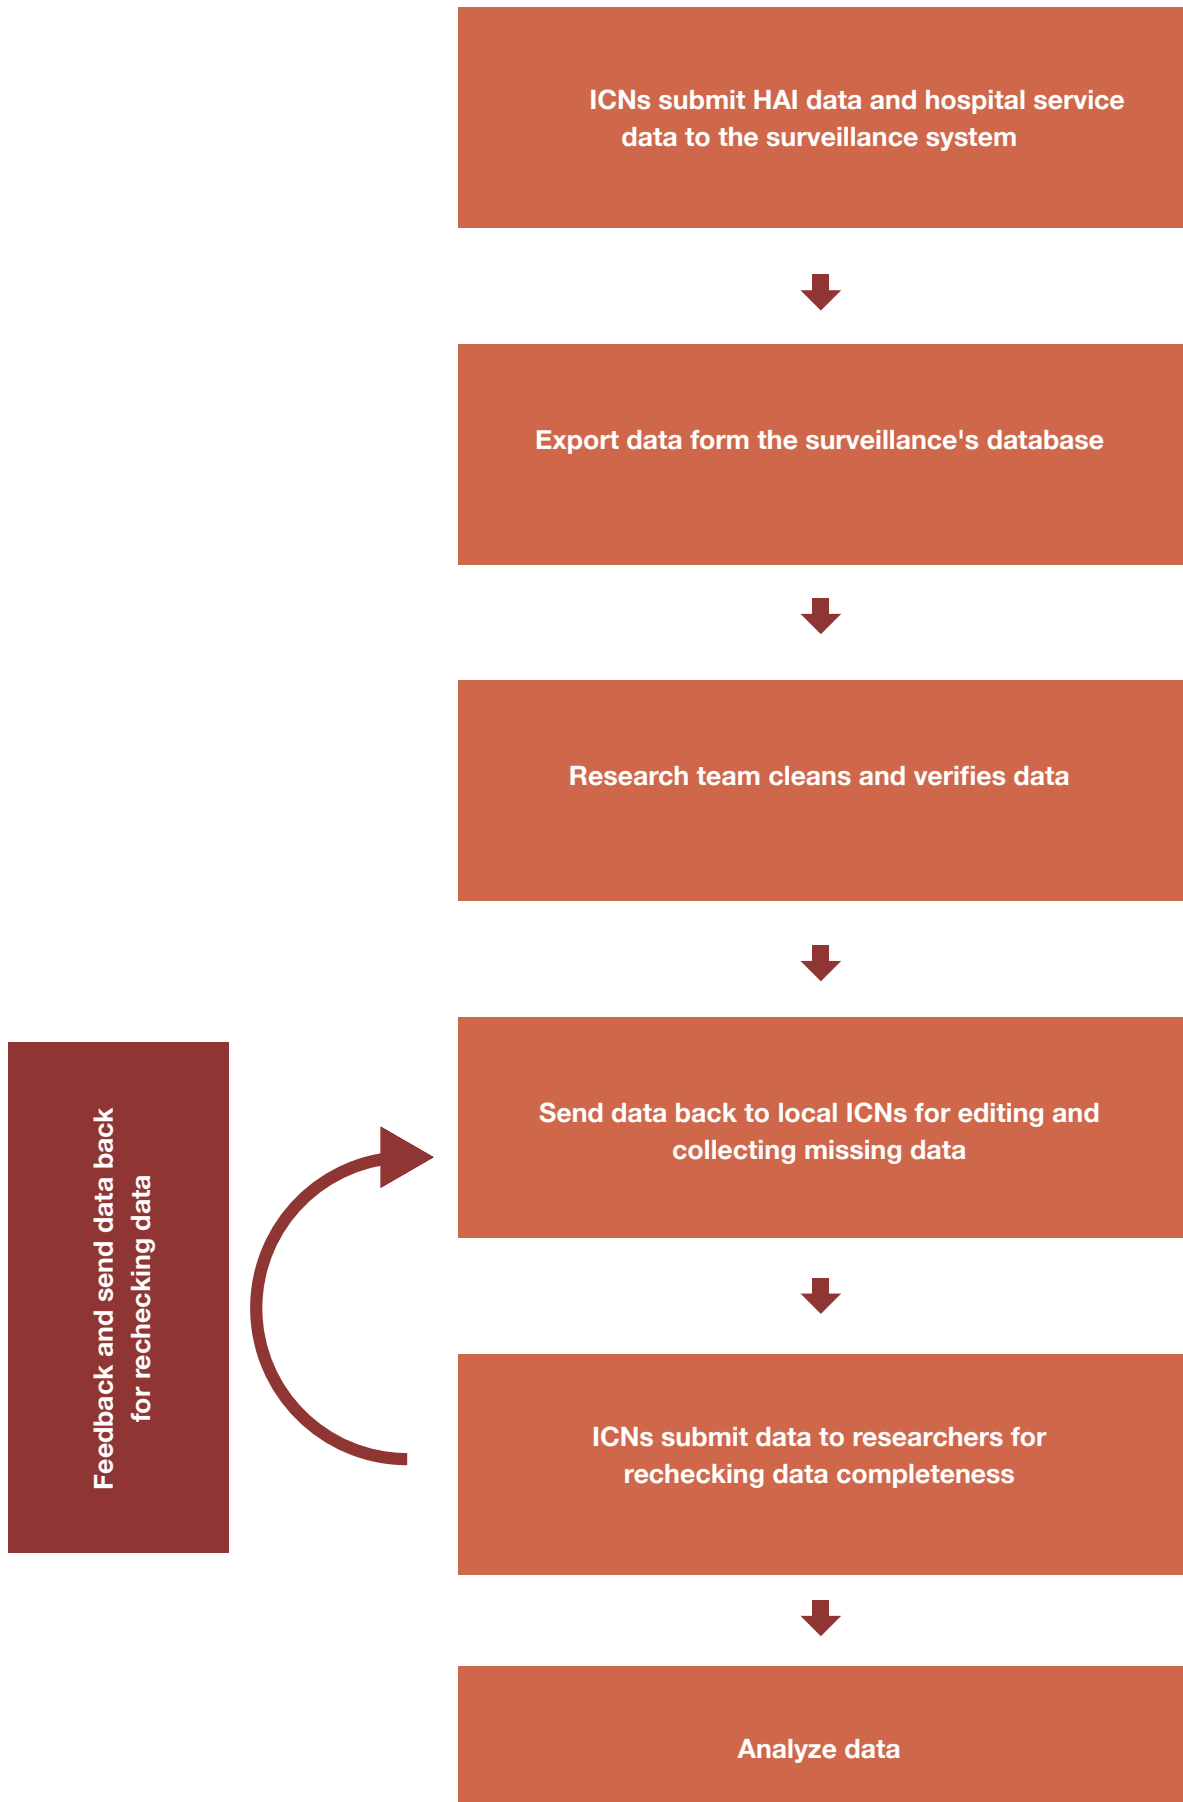 ICNs submit HAI data and hospital service
data to the surveillance system
Export data form the surveillance's database
Research team cleans and verifies data
Send data back to local ICNs for editing and
collecting missing data
Feedback and send data back
for rechecking data
ICNs submit data to researchers for
rechecking data completeness
Analyze data